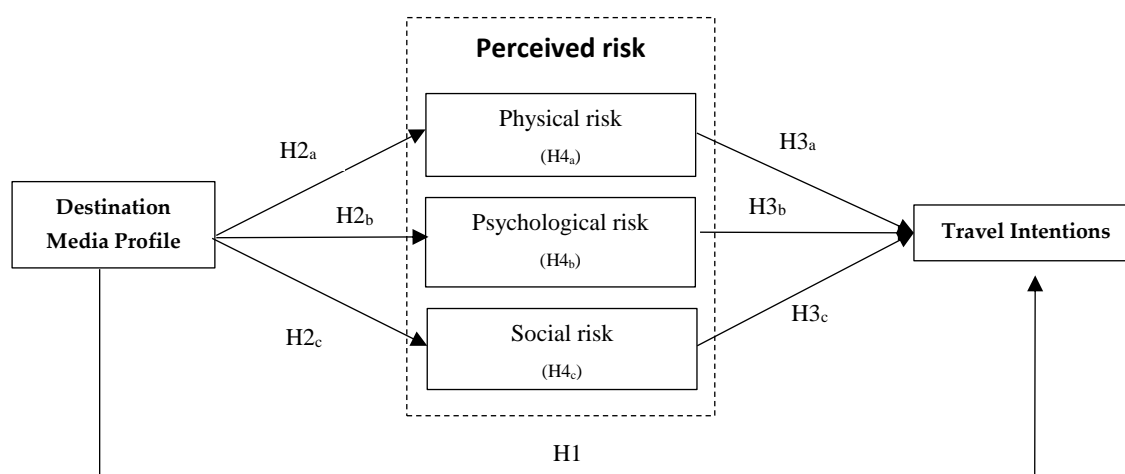 Perceived risk
Physical risk
(H4a)
H2a
H3a
Destination
Media Profile
H2b
Psychological risk
(H4b)
H3b
Travel Intentions
H2c
Social risk
(H4c)
H3c
H1